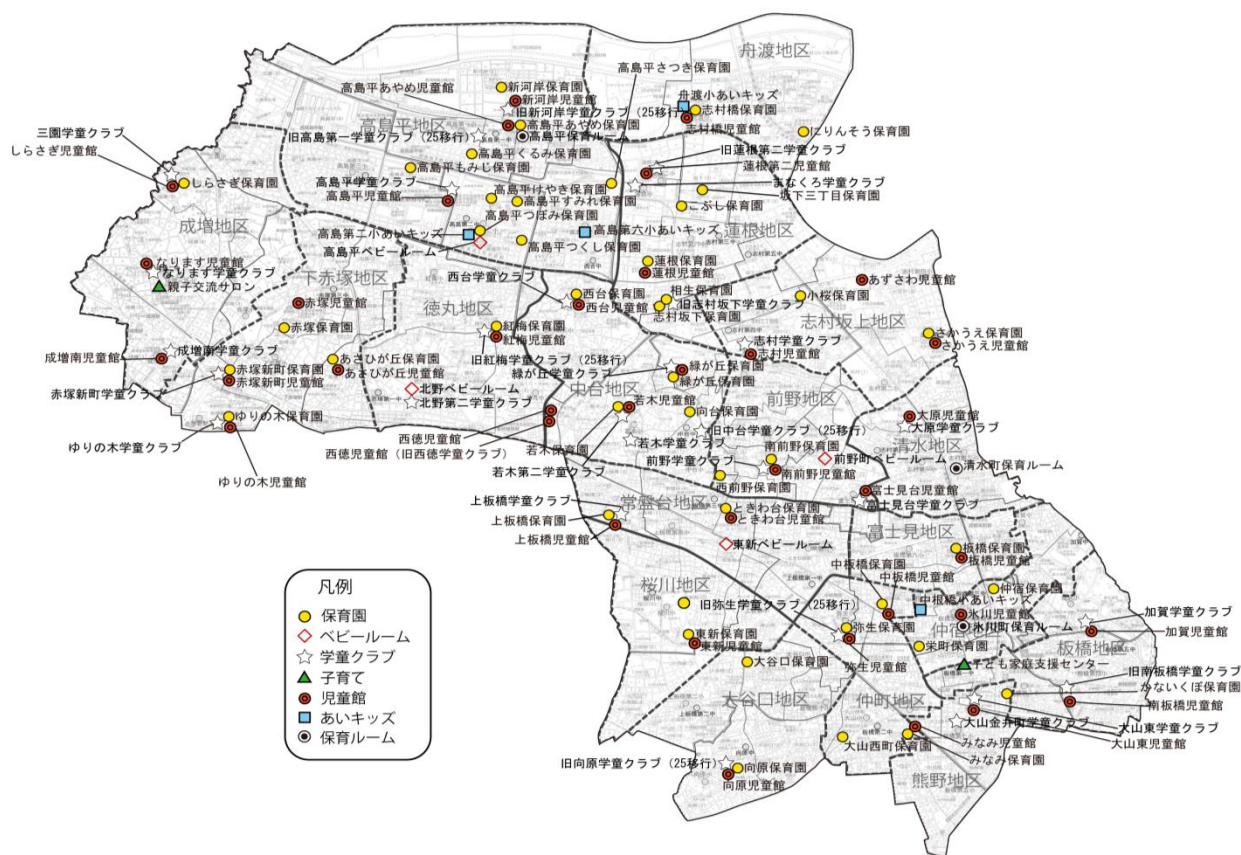 舟渡地区
高島平さつき保育園
高島平あやめ児童館
新河岸保育園
新河岸児童館
旧新河岸学童クラブ（25移行）
舟渡小あいキッズ
志村橋保育園
志村橋児童館
高島平地区
高島平あやめ保育園
旧高島第一学童クラブ（25移行）
高島平保育ルーム
にりんそう保育園
三園学童クラブ
しらさぎ児童館
高島平くるみ保育園
旧蓮根第二学童クラブ
蓮根第二児童館
高島平もみじ保育園
しらさぎ保育園
高島平学童クラブ
高島平児童館
高島平けやき保育園
高島平すみれ保育園
まなくろ学童クラブ
坂下三丁目保育園
こぶし保育園
高島平つぼみ保育園
成増地区
高島第二小あいキッズ
高島第六小あいキッズ
蓮根地区
高島平ベビールーム
高島平つくし保育園
なります児童館
なります学童クラブ
親子交流サロン
下赤塚地区
西台学童クラブ
蓮根保育園
蓮根児童館
あずさわ児童館
赤塚児童館
徳丸地区
西台保育園
西台児童館
相生保育園
旧志村坂下学童クラブ
志村坂下保育園
小桜保育園
志村坂上地区
赤塚保育園
紅梅保育園
紅梅児童館
さかうえ保育園
さかうえ児童館
成増南学童クラブ
成増南児童館
あさひが丘保育園
あさひが丘児童館
旧紅梅学童クラブ（25移行）
緑が丘学童クラブ
志村学童クラブ
志村児童館
赤塚新町保育園
赤塚新町児童館
赤塚新町学童クラブ
緑が丘児童館
緑が丘保育園
北野ベビールーム
北野第二学童クラブ
中台地区
若木児童館
前野地区
ゆりの木保育園
ゆりの木学童クラブ
ゆりの木児童館
西徳児童館
西徳児童館（旧西徳学童クラブ）
若木保育園
若木学童クラブ
若木第二学童クラブ
向台保育園
旧中台学童クラブ（25移行）
大原児童館
大原学童クラブ
清水地区
南前野保育園
前野学童クラブ
南前野児童館
前野町ベビールーム
清水町保育ルーム
西前野保育園
上板橋学童クラブ
上板橋保育園
上板橋児童館
常盤台地区
ときわ台保育園
ときわ台児童館
富士見台児童館
富士見台学童クラブ
富士見地区
東新ベビールーム
板橋保育園
板橋児童館
中板橋保育園
中板橋児童館
桜川地区
旧弥生学童クラブ（25移行）
中根橋小あいキッズ
仲宿保育園
氷川児童館
氷川町保育ルーム
仲宿地区
加賀学童クラブ
加賀児童館
東新保育園
東新児童館
弥生保育園
弥生児童館
栄町保育園
板橋地区
大谷口保育園
子ども家庭支援センター
旧南板橋学童クラブ
かないくぼ保育園
南板橋児童館
大谷口地区
仲町地区
大山金井町学童クラブ
大山東学童クラブ
大山東児童館
大山西町保育園
みなみ児童館
みなみ保育園
旧向原学童クラブ（25移行）
向原保育園
向原児童館
熊野地区
凡例
保育園
ベビールーム
学童クラブ
子育て
児童館
あいキッズ
保育ルーム